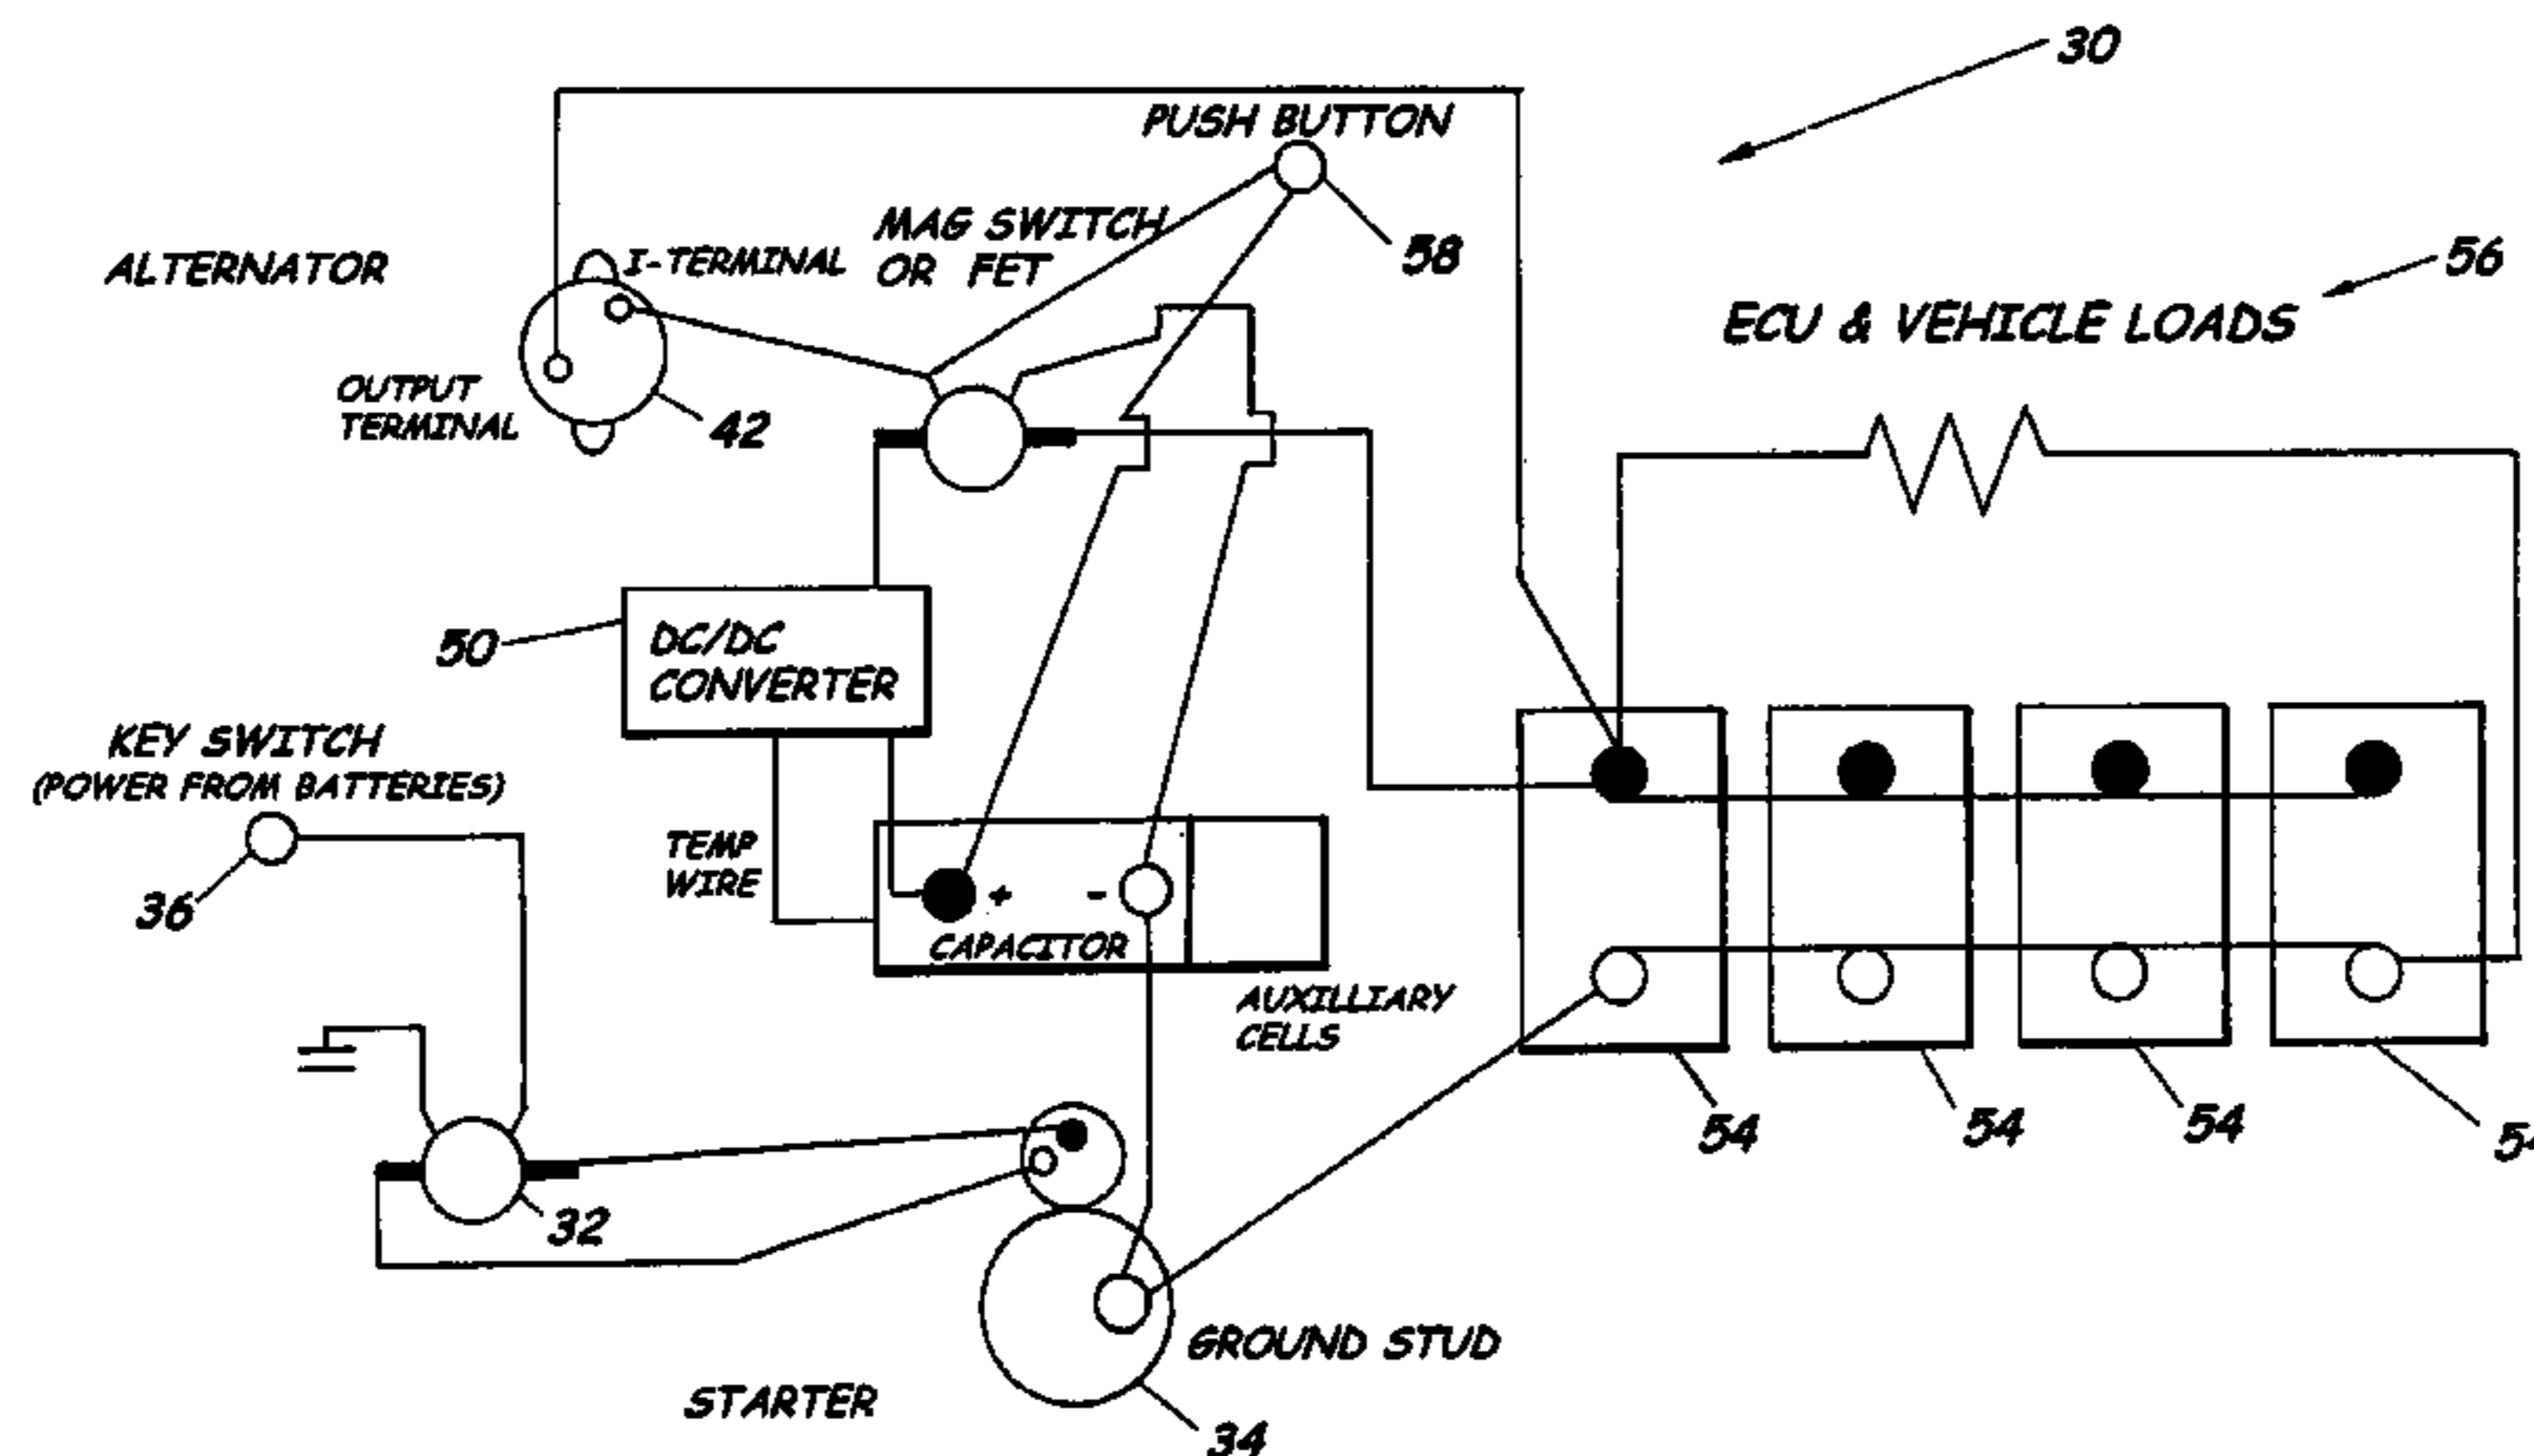 30
PUSH BUTTON
MAG SWITCH
OR FET
58
56
ALTERNATOR
I-TERMINAL
ECU & VEHICLE LOADS
OUTPUT
TERMINAL
42
50
DC/DC
CONVERTER
KEY SWITCH
(POWER FROM BATTERIES)
36
TEMP
WIRE
+
-
CAPACITOR
AUXILLIARY
CELLS
54
54
54
54
32
GROUND STUD
STARTER
34